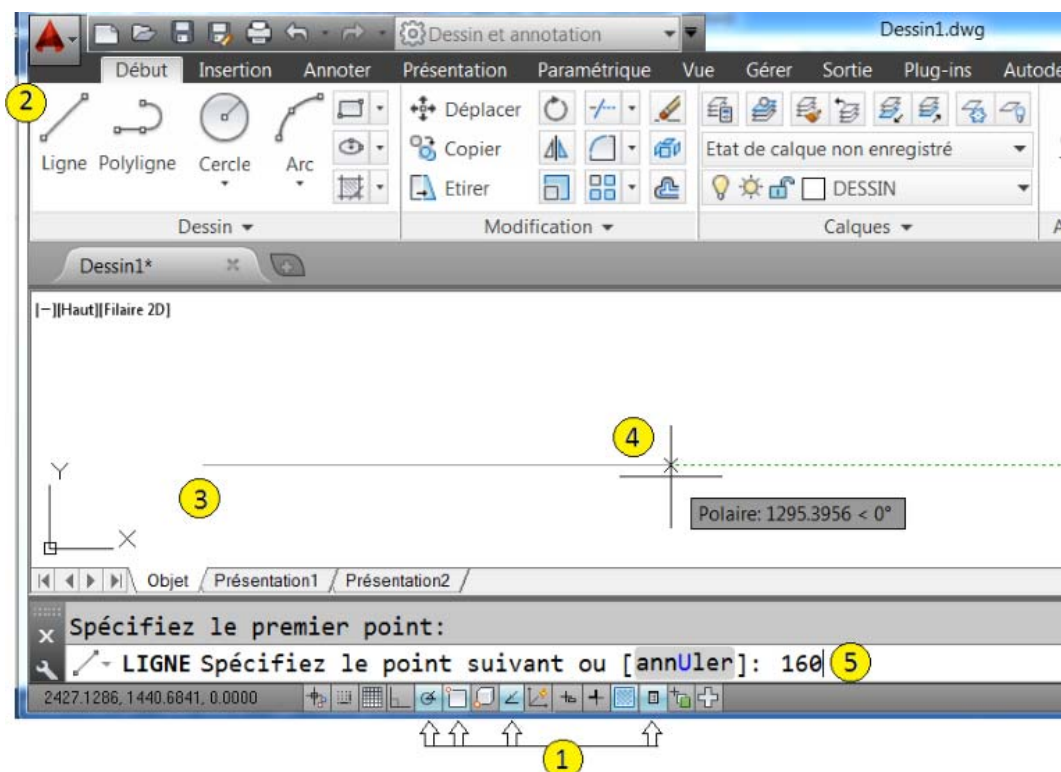 Dessin et annotation
Dessin1.dwg
Début Insertion Annoter Présentation Paramétrique Vue Gérer Sortie Plug-ins
2
Déplacer
Copier
Etat de calque non enregistré
Ligne Polyligne Cercle Arc
Etirer
DESSIN
Dessin Modification Calques
Dessin1*
[−][Haut][Filaire 2D]
4
Y
3
Polaire: 1295.3956 < 0°
X
Objet Présentation1 Présentation2
Spécifiez le premier point:
LIGNE Spécifiez le point suivant ou [annUler]: 160
5
2427.1286, 1440.6841, 0.0000
1